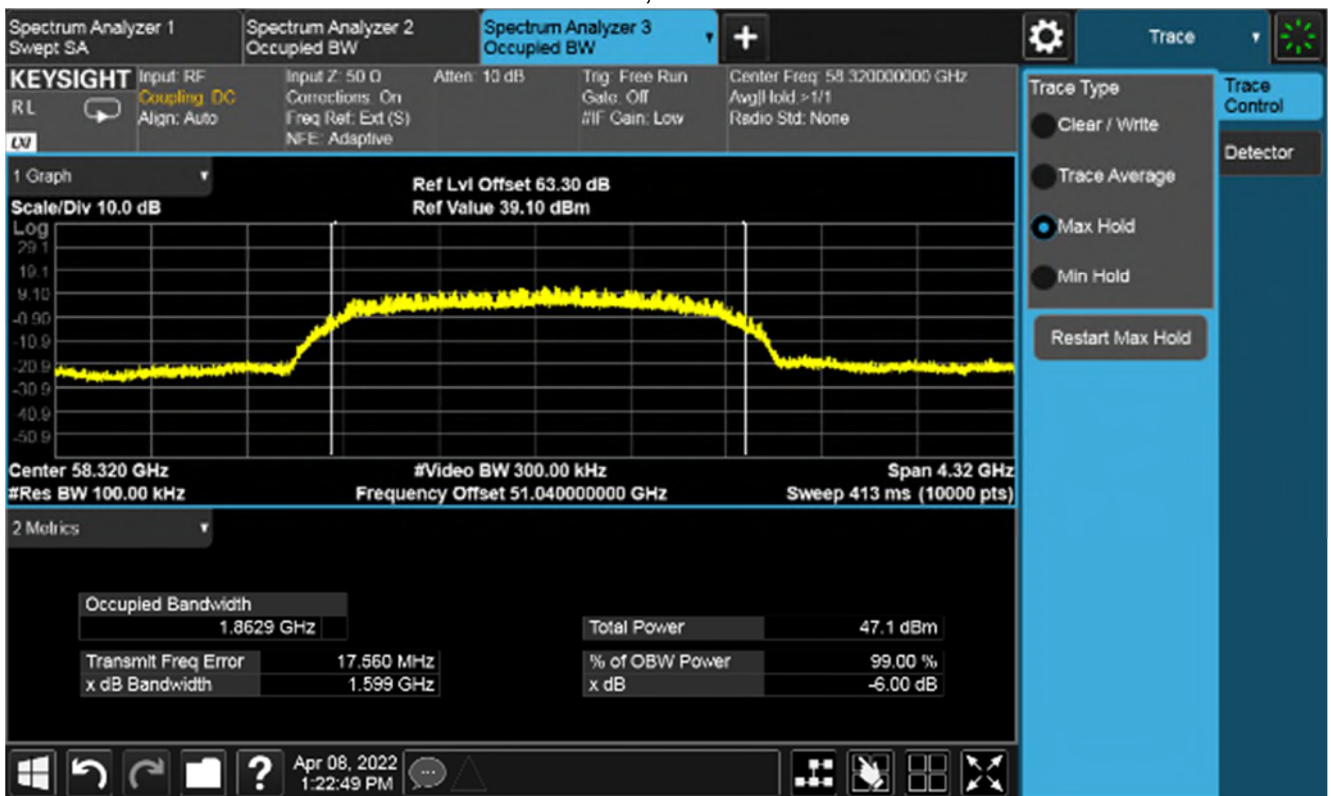 Spectrum Analyzer 1
Swept SA
Spectrum Analyzer 2
Occupied BW
Spectrum Analyzer 3
Occupied BW
Trace
KEYSIGHT
RL
LXI
Input: RF
Coupling: DC
Align: Auto
Input Z: 50 Ω
Corrections: On
Freq Ref: Ext (S)
NFE: Adaptive
Atten: 10 dB
Trig: Free Run
Gate: Off
#IF Gain: Low
Center Freq: 58.320000000 GHz
Avg|Hold:>1/1
Radio Std: None
1 Graph
Scale/Div 10.0 dB
Ref Lvl Offset 63.30 dB
Ref Value 39.10 dBm
Log
29.1
19.1
9.10
-0.90
-10.9
-20.9
-30.9
-40.9
-50.9
Center 58.320 GHz
#Res BW 100.00 kHz
#Video BW 300.00 kHz
Frequency Offset 51.040000000 GHz
Span 4.32 GHz
Sweep 413 ms (10000 pts)
2 Metrics
Occupied Bandwidth
1.8629 GHz
Total Power 47.1 dBm
Transmit Freq Error 17.560 MHz
% of OBW Power 99.00 %
x dB Bandwidth 1.599 GHz
x dB -6.00 dB
?
Apr 08, 2022
1:22:49 PM
Trace Type
Clear / Write
Trace Average
Max Hold
Min Hold
Restart Max Hold
Trace
Control
Detector